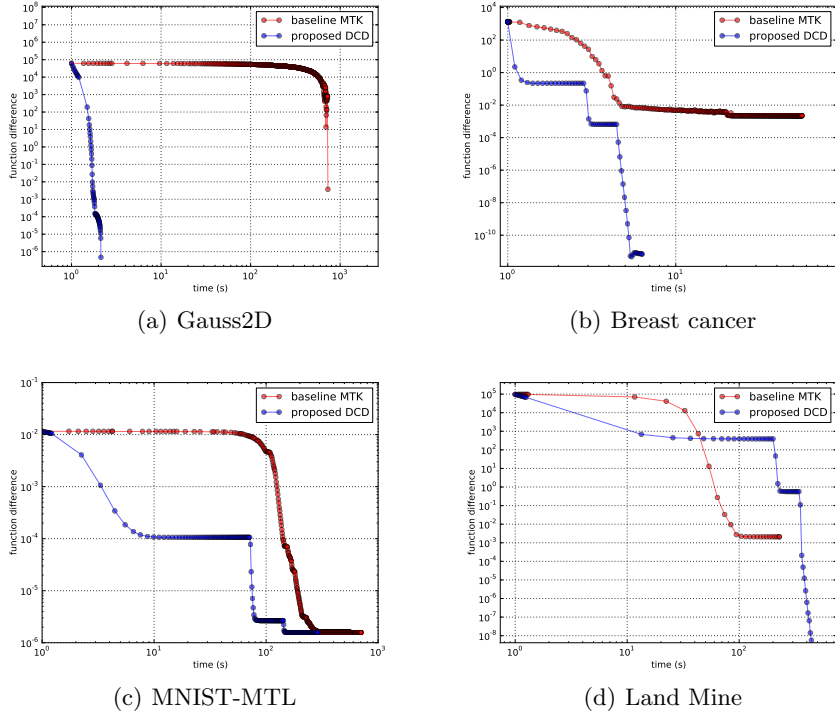 baseline MTK
proposed DCD
function difference
10^8
10^7
10^6
10^5
10^4
10^3
10^2
10^1
10^0
10^-1
10^-2
10^-3
10^-4
10^-5
10^-6
10^0 10^1 10^2 10^3
time (s)
(a) Gauss2D
baseline MTK
proposed DCD
function difference
10^4
10^2
10^0
10^-2
10^-4
10^-6
10^-8
10^-10
10^0 10^1
time (s)
(b) Breast cancer
baseline MTK
proposed DCD
function difference
10^-1
10^-2
10^-3
10^-4
10^-5
10^-6
10^0 10^1 10^2 10^3
time (s)
(c) MNIST-MTL
baseline MTK
proposed DCD
function difference
10^5
10^4
10^3
10^2
10^1
10^0
10^-1
10^-2
10^-3
10^-4
10^-5
10^-6
10^-7
10^-8
10^0 10^1 10^2
time (s)
(d) Land Mine